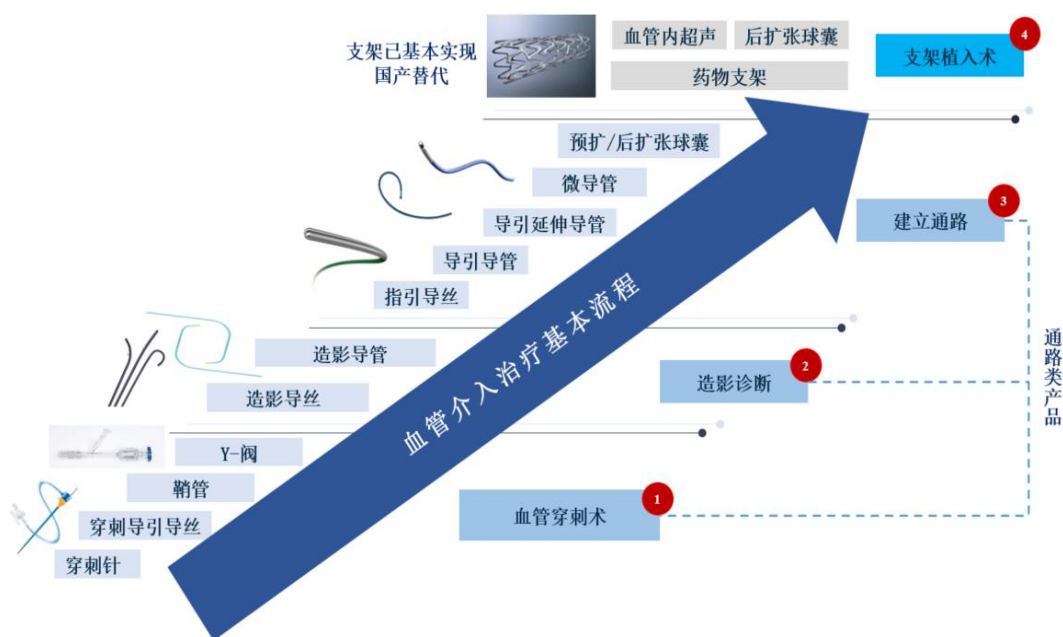 支架已基本实现
国产替代
血管内超声
后扩张球囊
药物支架
4
支架植入术
预扩/后扩张球囊
微导管
导引延伸导管
导引导管
指引导丝
3
建立通路
造影导管
造影导丝
2
造影诊断
Y-阀
鞘管
穿刺导引导丝
穿刺针
1
血管穿刺术
血管介入治疗基本流程
通路类产品